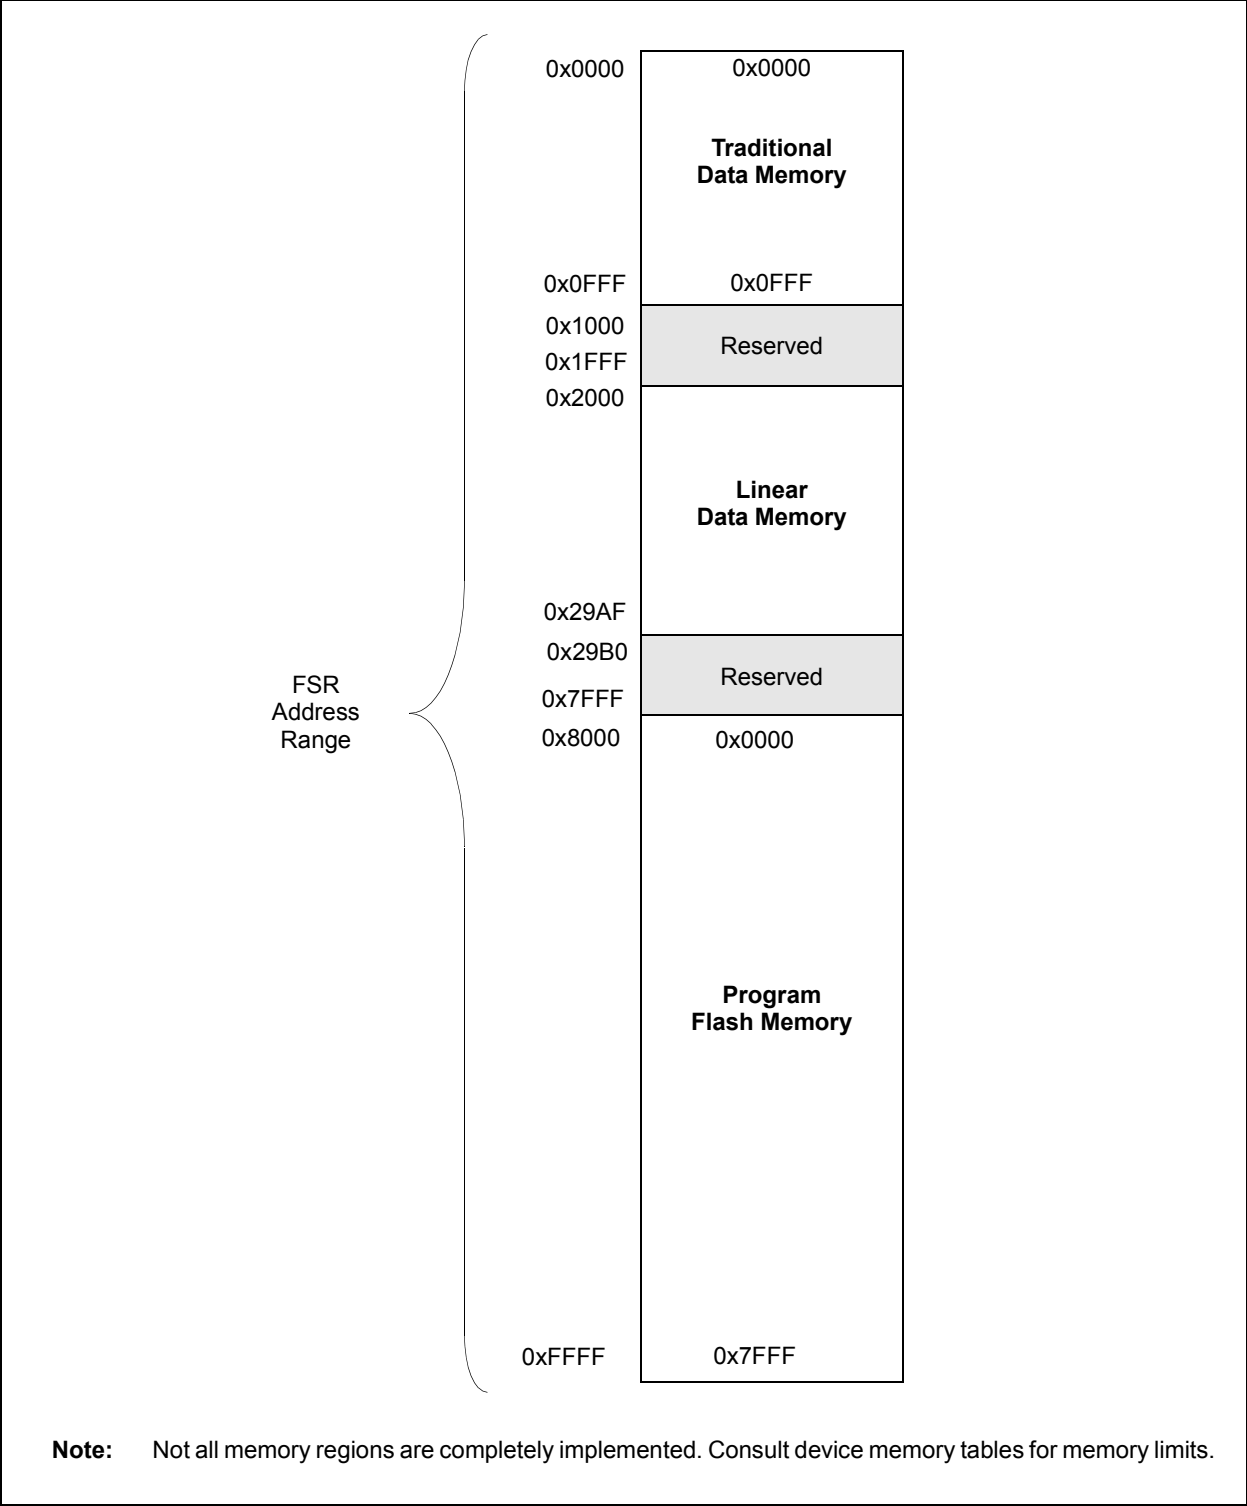 0x0000 0x0000
Traditional
Data Memory
0x0FFF 0x0FFF
0x1000
Reserved
0x1FFF
0x2000
Linear
Data Memory
0x29AF
0x29B0
Reserved
0x7FFF
FSR
Address
Range
0x8000 0x0000
Program
Flash Memory
0xFFFF 0x7FFF
Note: Not all memory regions are completely implemented. Consult device memory tables for memory limits.